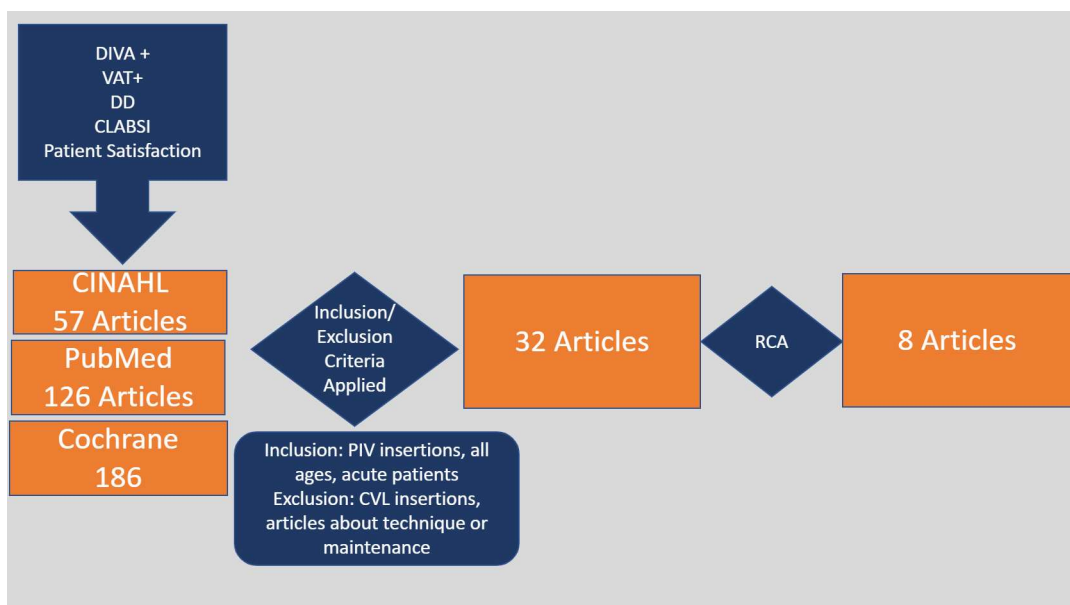 DIVA +
VAT+
DD
CLABSI
Patient Satisfaction
CINAHL
57 Articles
PubMed
126 Articles
Cochrane
186
Inclusion/
Exclusion
Criteria
Applied
Inclusion: PIV insertions, all
ages, acute patients
Exclusion: CVL insertions,
articles about technique or
maintenance
32 Articles
RCA
8 Articles